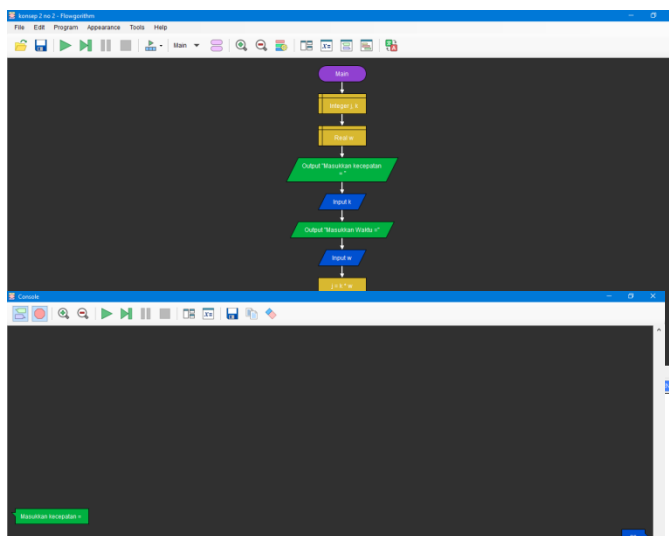 konsep 2 no 2 - Flowgorithm
File Edit Program Appearance Tools Help
Main
Main
Integer j, k
Real w
Output "Masukkan kecepatan
= "
Input k
Output "Masukkan Waktu ="
Input w
j = k * w
Console
Masukkan kecepatan =